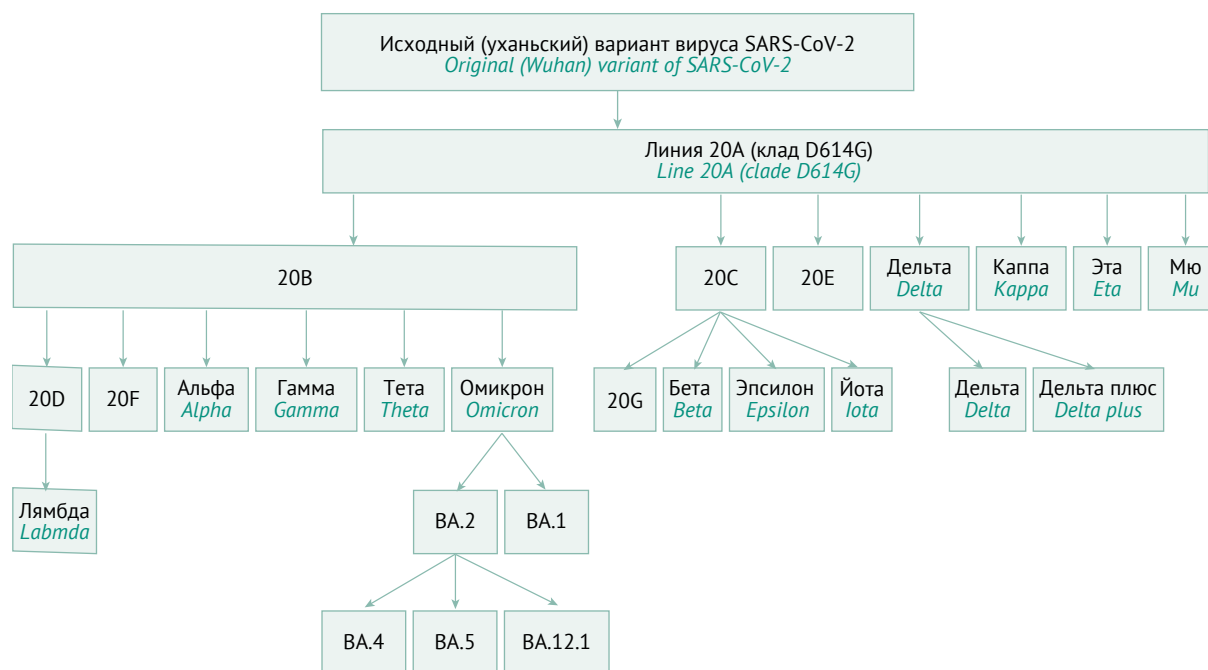 Исходный (уханьский) вариант вируса SARS-CoV-2
Original (Wuhan) variant of SARS-CoV-2
Линия 20A (клад D614G)
Line 20A (clade D614G)
20B
20C
20E
Дельта
Delta
Каппа
Kappa
Эта
Eta
Мю
Mu
20D
20F
Альфа
Alpha
Гамма
Gamma
Тета
Theta
Омикрон
Omicron
20G
Бета
Beta
Эпсилон
Epsilon
Йота
Iota
Дельта
Delta
Дельта плюс
Delta plus
Лямбда
Labmda
BA.2
BA.1
BA.4
BA.5
BA.12.1